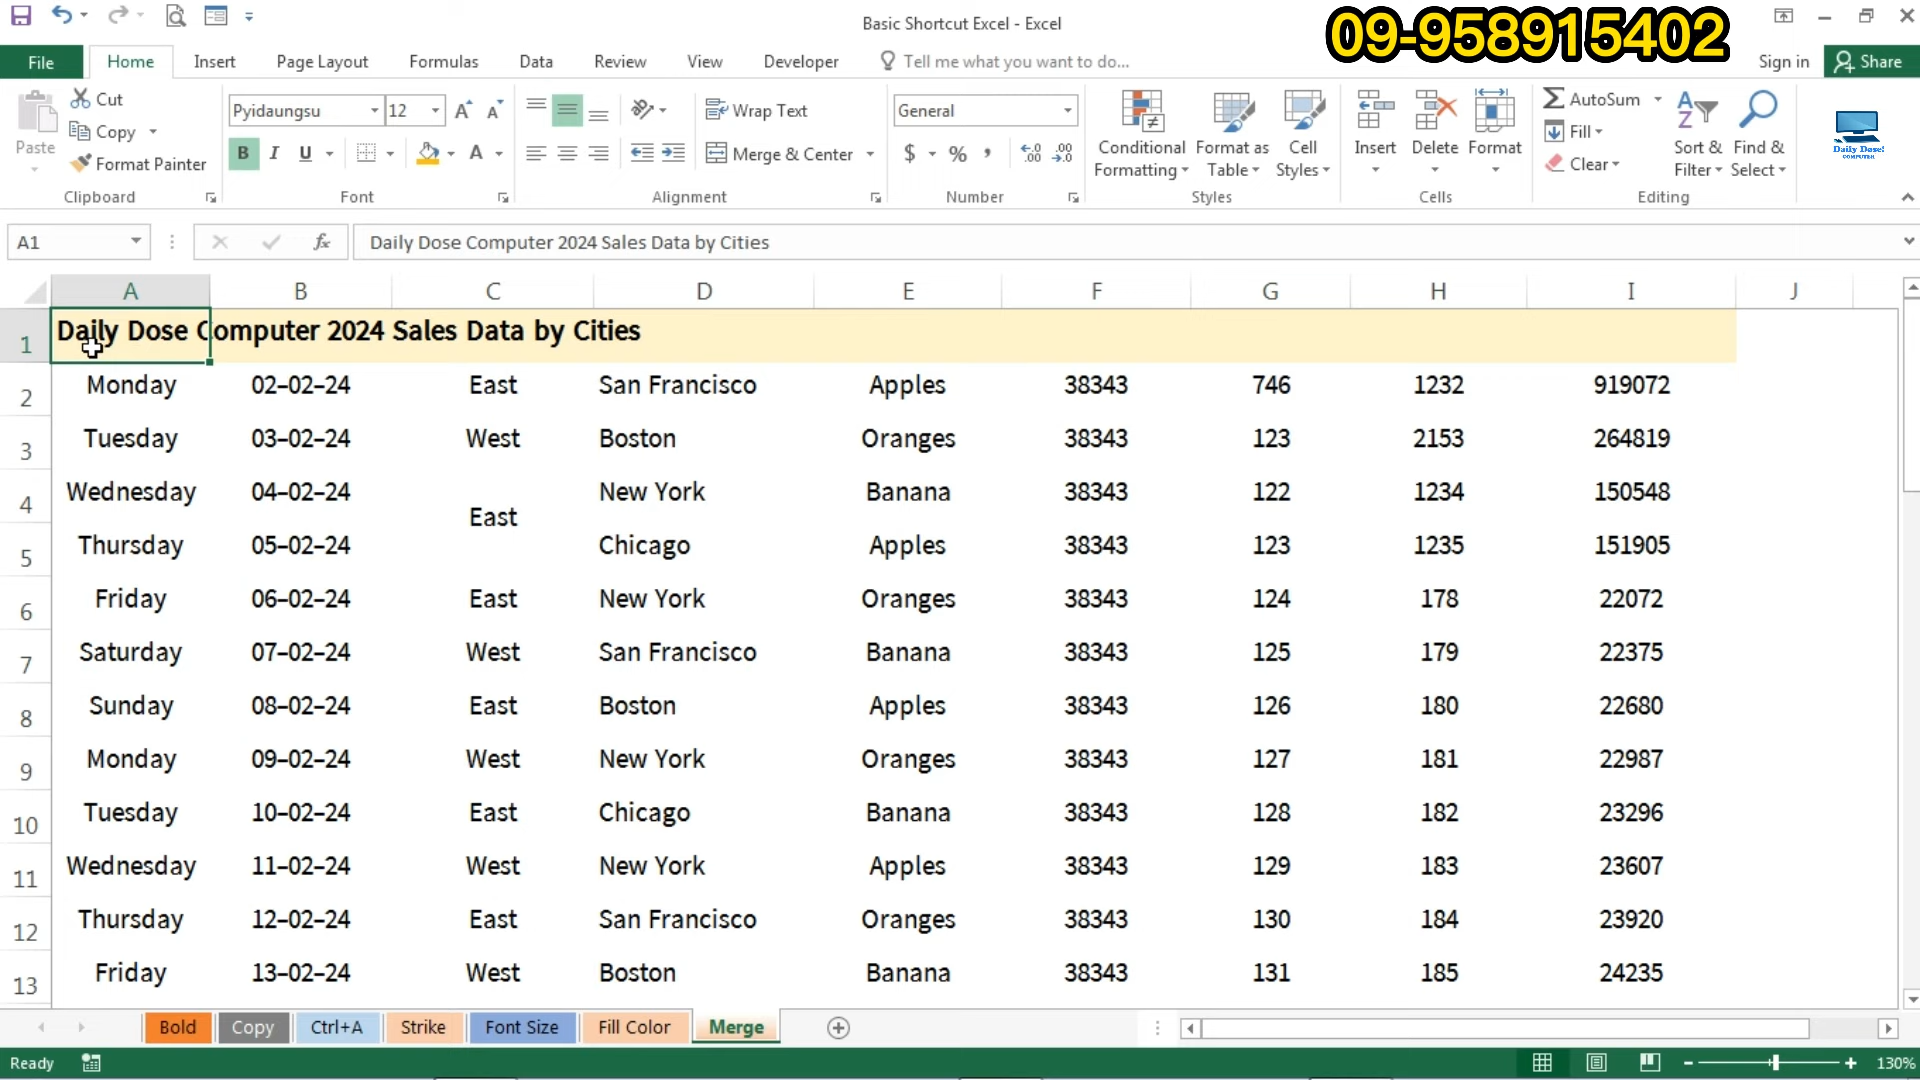 Basic Shortcut Excel - Excel
09-958915402
File Home Insert Page Layout Formulas Data Review View Developer Tell me what you want to do... Sign in Share
Paste Cut Copy Format Painter Clipboard
Pyidaungsu 12 B I U A Font
Wrap Text Merge & Center Alignment
General $ % , Number
Conditional Formatting Format as Table Cell Styles Styles
Insert Delete Format Cells
AutoSum Fill Clear Sort & Filter Find & Select Editing
Daily Dose!
COMPUTER
A1 fx Daily Dose Computer 2024 Sales Data by Cities
A B C D E F G H I J
1 Daily Dose Computer 2024 Sales Data by Cities
2 Monday 02-02-24 East San Francisco Apples 38343 746 1232 919072
3 Tuesday 03-02-24 West Boston Oranges 38343 123 2153 264819
4 Wednesday 04-02-24 New York Banana 38343 122 1234 150548
East
5 Thursday 05-02-24 Chicago Apples 38343 123 1235 151905
6 Friday 06-02-24 East New York Oranges 38343 124 178 22072
7 Saturday 07-02-24 West San Francisco Banana 38343 125 179 22375
8 Sunday 08-02-24 East Boston Apples 38343 126 180 22680
9 Monday 09-02-24 West New York Oranges 38343 127 181 22987
10 Tuesday 10-02-24 East Chicago Banana 38343 128 182 23296
11 Wednesday 11-02-24 West New York Apples 38343 129 183 23607
12 Thursday 12-02-24 East San Francisco Oranges 38343 130 184 23920
13 Friday 13-02-24 West Boston Banana 38343 131 185 24235
Bold Copy Ctrl+A Strike Font Size Fill Color Merge
Ready 130%